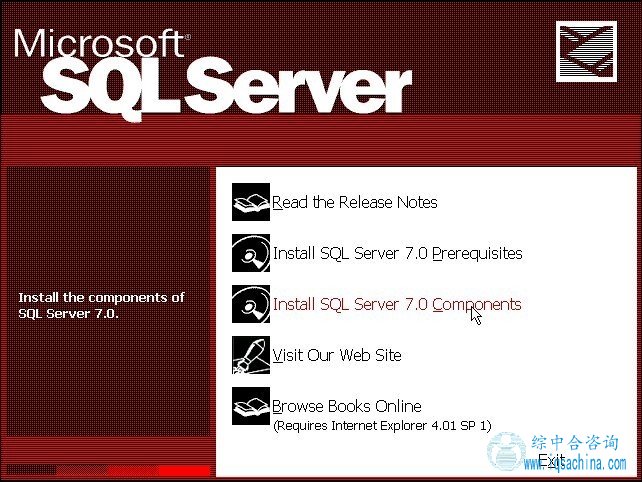 Microsoft®
SQL Server
Read the Release Notes
Install SQL Server 7.0 Prerequisites
Install the components of
SQL Server 7.0.
Install SQL Server 7.0 Components
Visit Our Web Site
Browse Books Online
(Requires Internet Explorer 4.01 SP 1)
综中合咨询
Exit
www.zqsachina.com